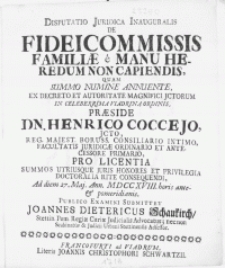 DISPUTATIO JURIDICA INAUGURALIS
DE
FIDEICOMMISSIS
FAMILIÆ è MANU HE-
REDUM NON CAPIENDIS,
QUAM
SUMMO NUMINE ANNUENTE,
EX DECRETO ET AUTORITATE MAGNIFICI JCTORUM
IN CELEBERRIMA VIADRINA ORDINIS,
PRÆSIDE
DN. HENRICO COCCEJO,
JCTO,
REG. MAJEST. BORUSS. CONSILIARIO INTIMO,
FACULTATIS JURIDICÆ ORDINARIO ET ANTE-
CESSORE PRIMARIO,
PRO LICENTIA
SUMMOS UTRIUSQUE JURIS HONORES ET PRIVILEGIA
DOCTORALIA RITE CONSEQUENDI,
Ad diem 27. Maj. Ann. MDCCXVIII. horis ante-
& pomeridianis.
PUBLICO EXAMINI SUBMITTET
JOANNES DIETERICUS Schaukirch/
FRANCOFURTI ad VIADRUM,
Literis JOANNIS CHRISTOPHORI SCHWARTZII.